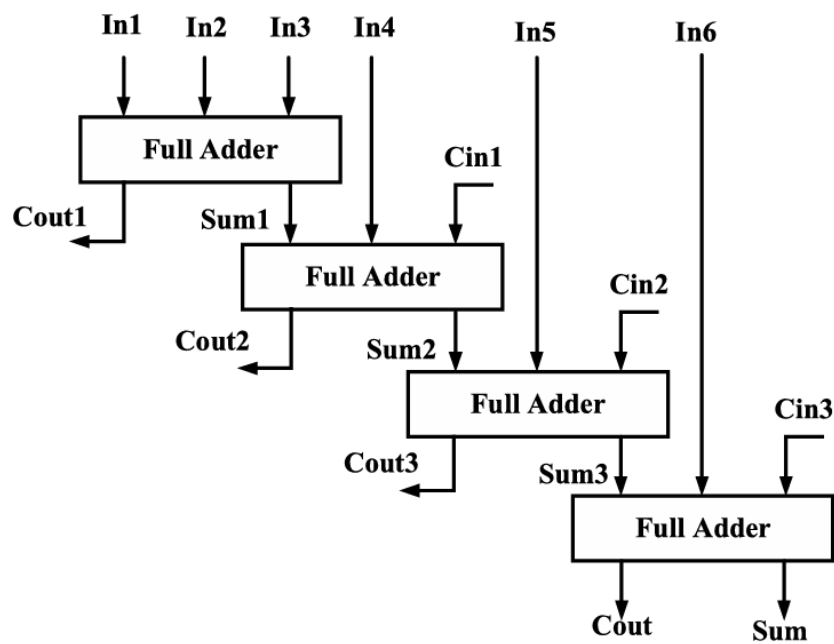 In1 In2 In3 In4 In5 In6
Full Adder
Cin1
Cout1 Sum1
Full Adder
Cin2
Cout2 Sum2
Full Adder
Cin3
Cout3 Sum3
Full Adder
Cout Sum